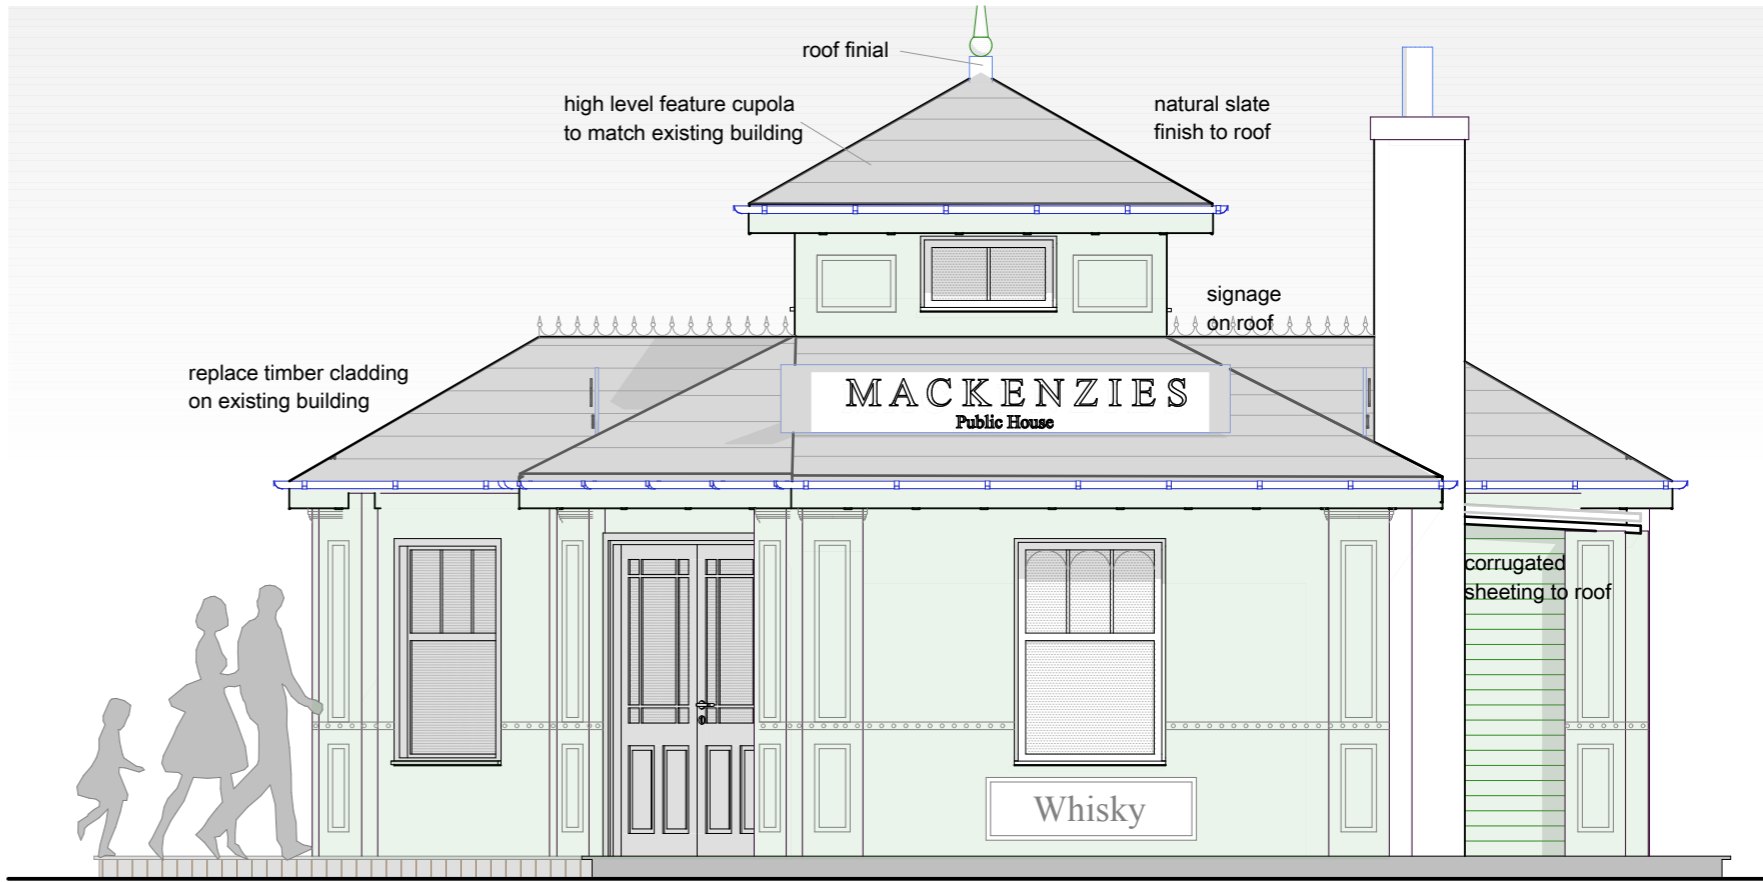 roof finial
high level feature cupola
to match existing building
natural slate
finish to roof
signage
on roof
replace timber cladding
on existing building
MACKENZIES
Public House
corrugated
sheeting to roof
Whisky